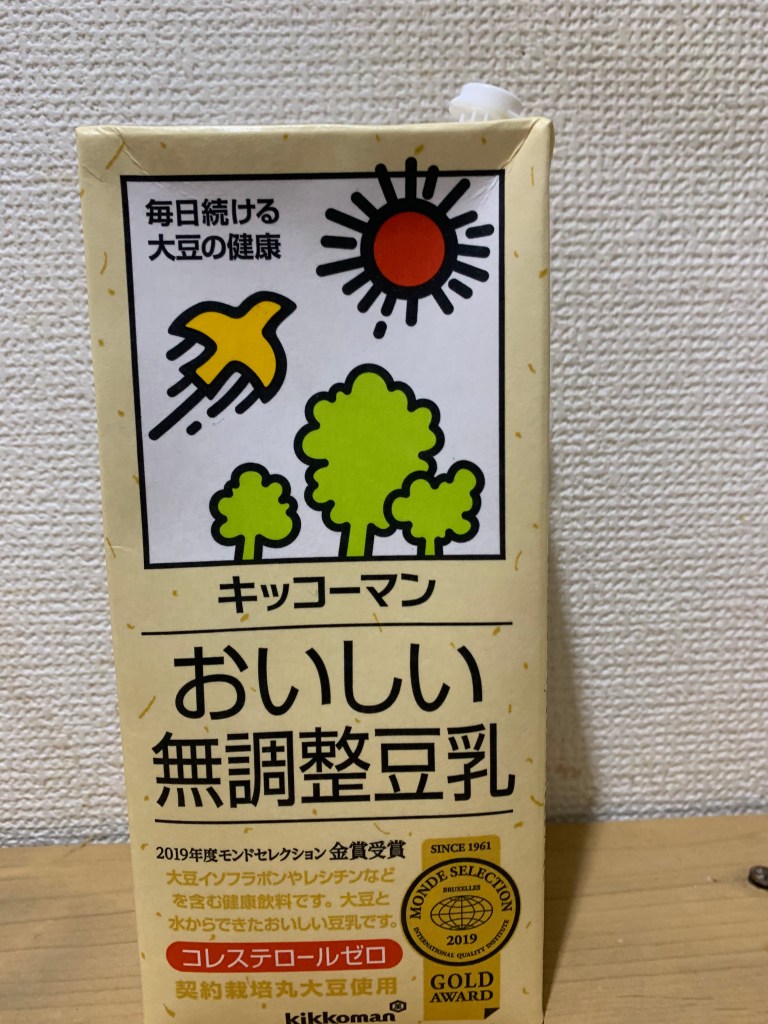 毎日続ける
大豆の健康
キッコーマン
おいしい
無調整豆乳
2019年度モンドセレクション 金賞受賞
大豆イソフラボンやレシチンなど
を含む健康飲料です。大豆と
水からできたおいしい豆乳です。
コレステロールゼロ
契約栽培丸大豆使用
kikkoman
SINCE 1961
MONDE SELECTION
BRUXELLES
2019
INTERNATIONAL QUALITY INSTITUTE
GOLD
AWARD